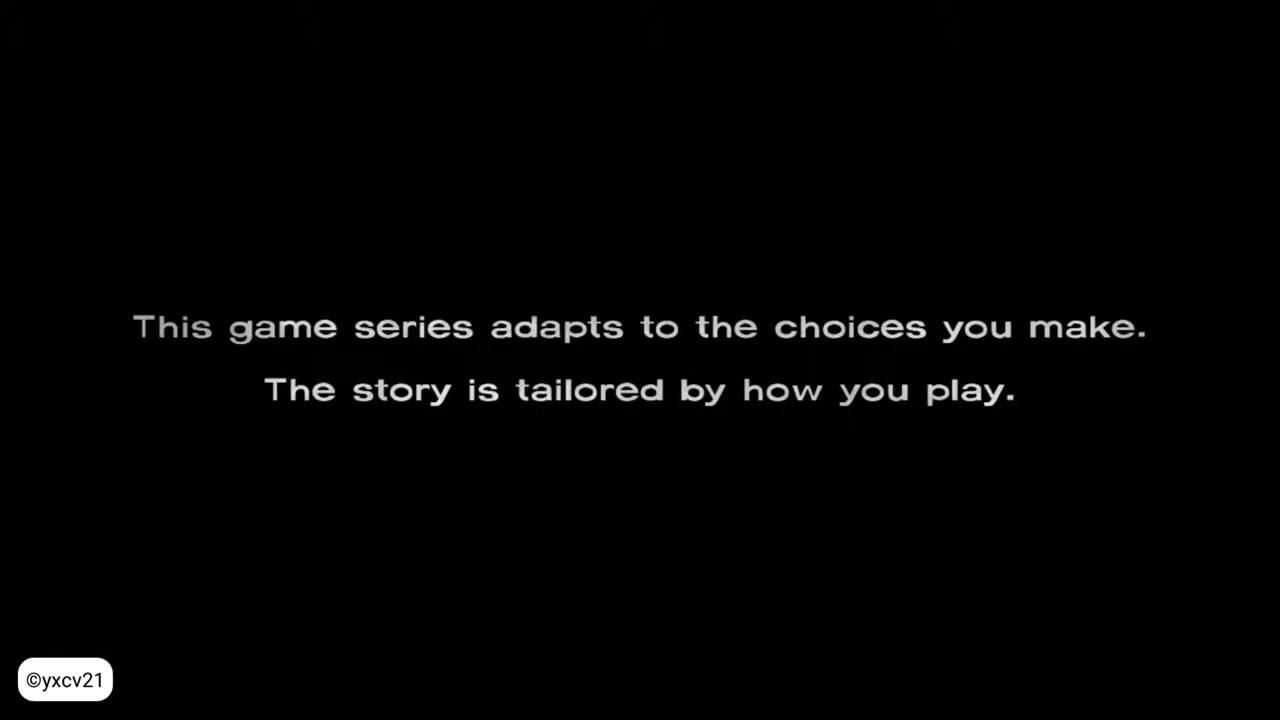 This game series adapts to the choices you make.
The story is tailored by how you play.
©yxcv21